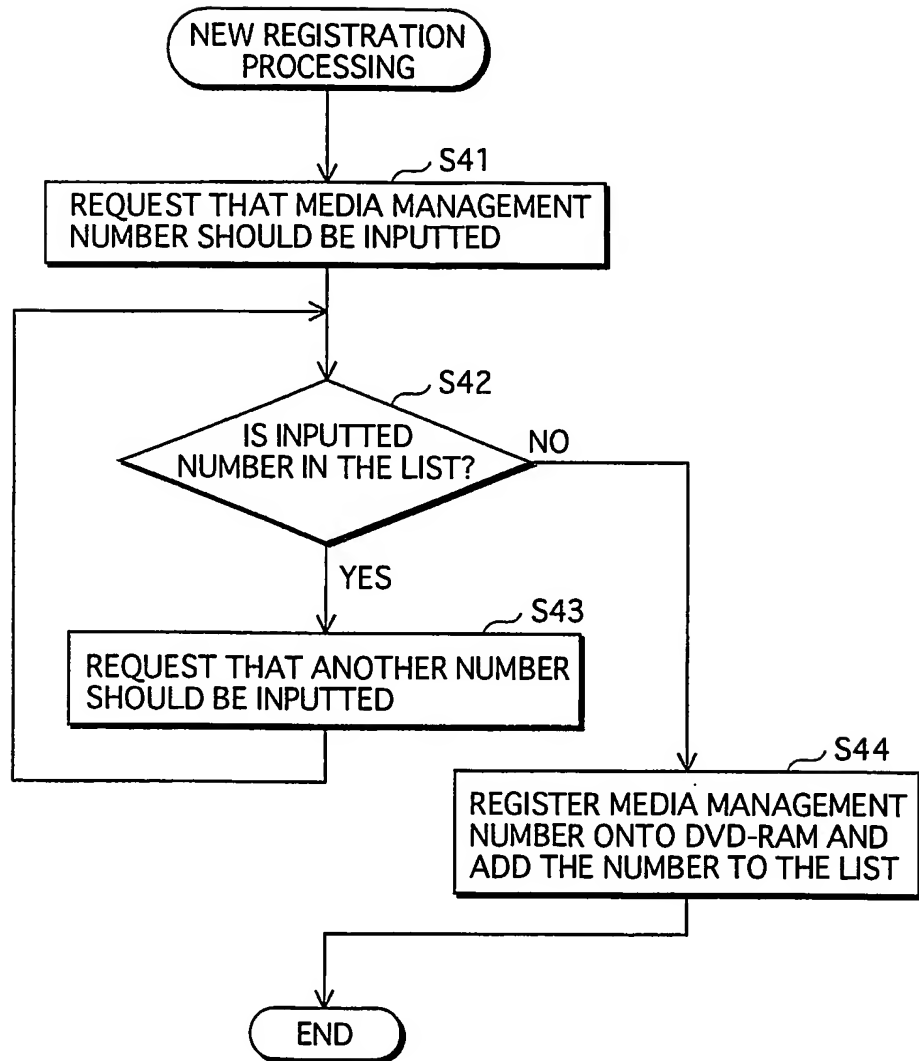 NEW REGISTRATION
PROCESSING
S41
REQUEST THAT MEDIA MANAGEMENT
NUMBER SHOULD BE INPUTTED
S42
IS INPUTTED
NUMBER IN THE LIST?
NO
YES
S43
REQUEST THAT ANOTHER NUMBER
SHOULD BE INPUTTED
S44
REGISTER MEDIA MANAGEMENT
NUMBER ONTO DVD-RAM AND
ADD THE NUMBER TO THE LIST
END